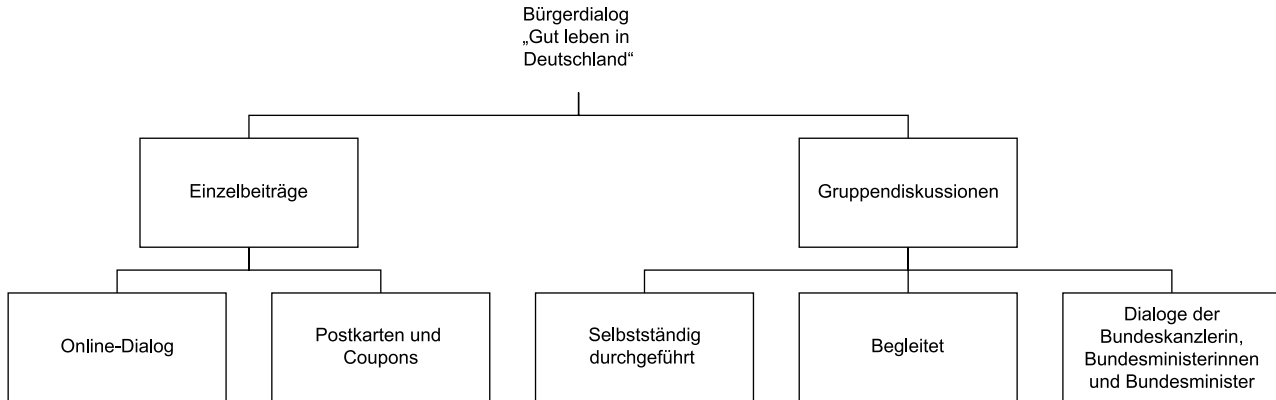 Bürgerdialog
„Gut leben in
Deutschland“
Einzelbeiträge
Gruppendiskussionen
Online-Dialog
Postkarten und
Coupons
Selbstständig
durchgeführt
Begleitet
Dialoge der
Bundeskanzlerin,
Bundesministerinnen
und Bundesminister